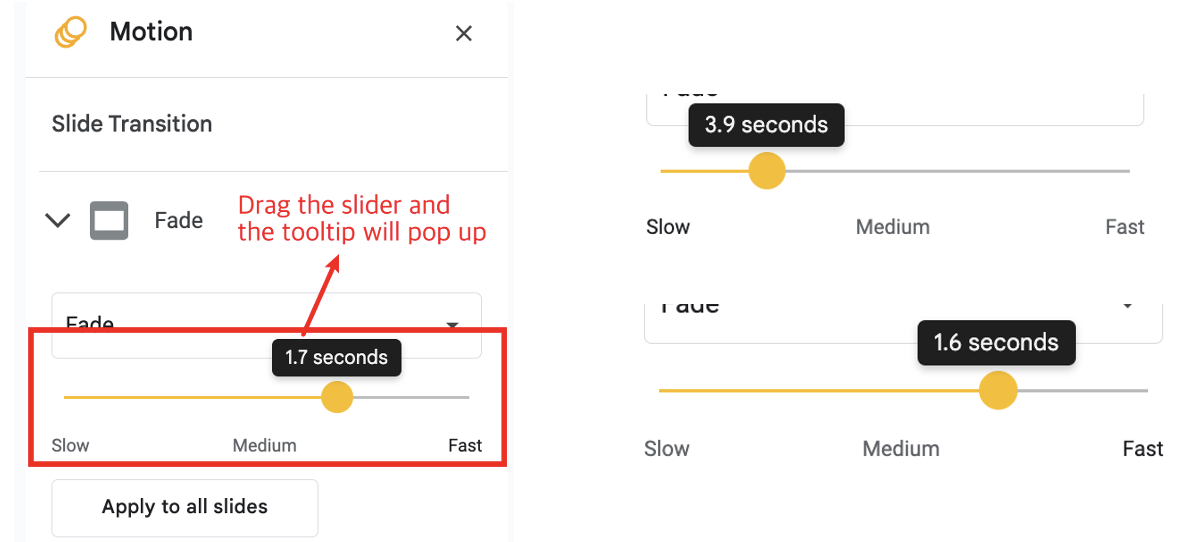 Motion
Slide Transition
Fade
Drag the slider and
the tooltip will pop up
Fade
1.7 seconds
Slow Medium Fast
Apply to all slides
Fade
3.9 seconds
Slow Medium Fast
Fade
1.6 seconds
Slow Medium Fast